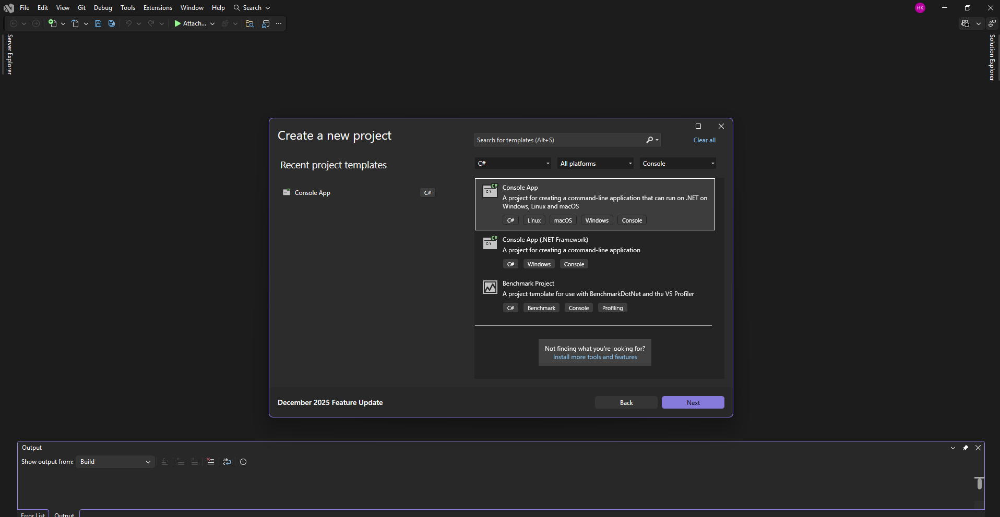 File Edit View Git Debug Tools Extensions Window Help Search
HK
Attach...
Server Explorer
Solution Explorer
Create a new project
Search for templates (Alt+S)
Clear all
Recent project templates
C# All platforms Console
Console App C#
Console App
A project for creating a command-line application that can run on .NET on
Windows, Linux and macOS
C# Linux macOS Windows Console
Console App (.NET Framework)
A project for creating a command-line application
C# Windows Console
Benchmark Project
A project template for use with BenchmarkDotNet and the VS Profiler
C# Benchmark Console Profiling
Not finding what you're looking for?
Install more tools and features
December 2025 Feature Update
Back Next
Output
Show output from: Build
Error List Output